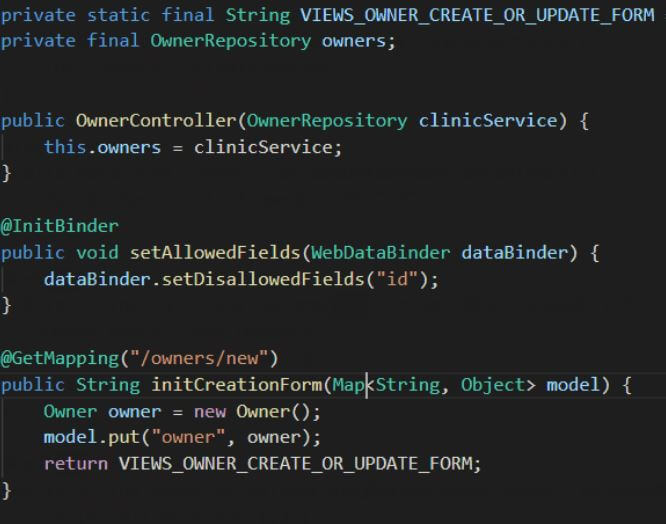 private static final String VIEWS_OWNER_CREATE_OR_UPDATE_FORM
private final OwnerRepository owners;
public OwnerController(OwnerRepository clinicService) {
this.owners = clinicService;
}
@InitBinder
public void setAllowedFields(WebDataBinder dataBinder) {
dataBinder.setDisallowedFields("id");
}
@GetMapping("/owners/new")
public String initCreationForm(Map<String, Object> model) {
Owner owner = new Owner();
model.put("owner", owner);
return VIEWS_OWNER_CREATE_OR_UPDATE_FORM;
}